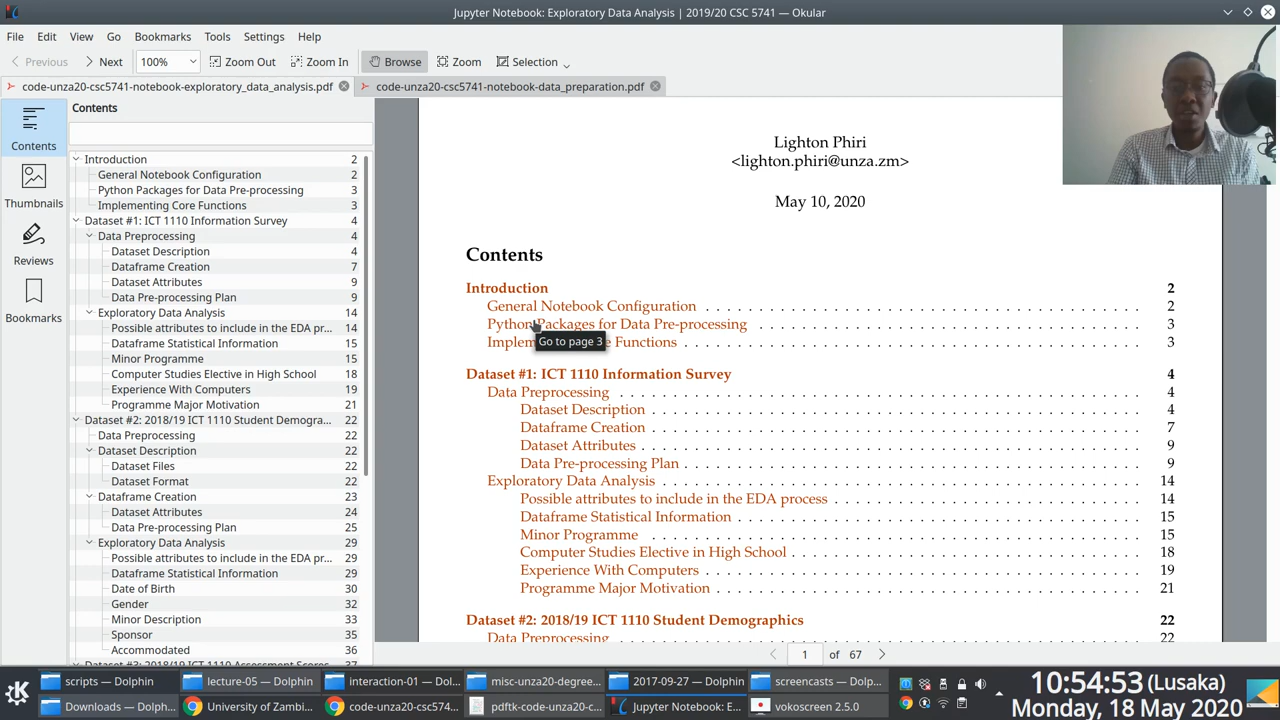 Jupyter Notebook: Exploratory Data Analysis | 2019/20 CSC 5741 — Okular
File Edit View Go Bookmarks Tools Settings Help
Previous Next 100% Zoom Out Zoom In Browse Zoom Selection
code-unza20-csc5741-notebook-exploratory_data_analysis.pdf code-unza20-csc5741-notebook-data_preparation.pdf
Contents
Contents
Thumbnails
Reviews
Bookmarks
Introduction 2
General Notebook Configuration 2
Python Packages for Data Pre-processing 3
Implementing Core Functions 3
Dataset #1: ICT 1110 Information Survey 4
Data Preprocessing 4
Dataset Description 4
Dataframe Creation 7
Dataset Attributes 9
Data Pre-processing Plan 9
Exploratory Data Analysis 14
Possible attributes to include in the EDA pr... 14
Dataframe Statistical Information 15
Minor Programme 15
Computer Studies Elective in High School 18
Experience With Computers 19
Programme Major Motivation 21
Dataset #2: 2018/19 ICT 1110 Student Demogra... 22
Data Preprocessing 22
Dataset Description 22
Dataset Files 22
Dataset Format 22
Dataframe Creation 23
Dataset Attributes 24
Data Pre-processing Plan 25
Exploratory Data Analysis 29
Possible attributes to include in the EDA pr... 29
Dataframe Statistical Information 29
Date of Birth 30
Gender 32
Minor Description 33
Sponsor 35
Accommodated 36
Dataset #3: 2018/19 ICT 1110 Assessment Scores 37
Lighton Phiri
<lighton.phiri@unza.zm>
May 10, 2020
Contents
Introduction 2
General Notebook Configuration . . . 2
Python Packages for Data Pre-processing . . . 3
Implem e Functions . . . 3
Go to page 3
Dataset #1: ICT 1110 Information Survey 4
Data Preprocessing . . . 4
Dataset Description . . . 4
Dataframe Creation . . . 7
Dataset Attributes . . . 9
Data Pre-processing Plan . . . 9
Exploratory Data Analysis . . . 14
Possible attributes to include in the EDA process . . . 14
Dataframe Statistical Information . . . 15
Minor Programme . . . 15
Computer Studies Elective in High School . . . 18
Experience With Computers . . . 19
Programme Major Motivation . . . 21
Dataset #2: 2018/19 ICT 1110 Student Demographics 22
Data Preprocessing . . . 22
1 of 67
scripts — Dolphin lecture-05 — Dolphin interaction-01 — Dol... misc-unza20-degree... 2017-09-27 — Dolphin screencasts — Dolp...
Downloads — Dolph... University of Zambi... code-unza20-csc574... pdftk-code-unza20-c... Jupyter Notebook: E... vokoscreen 2.5.0
10:54:53 (Lusaka)
Monday, 18 May 2020